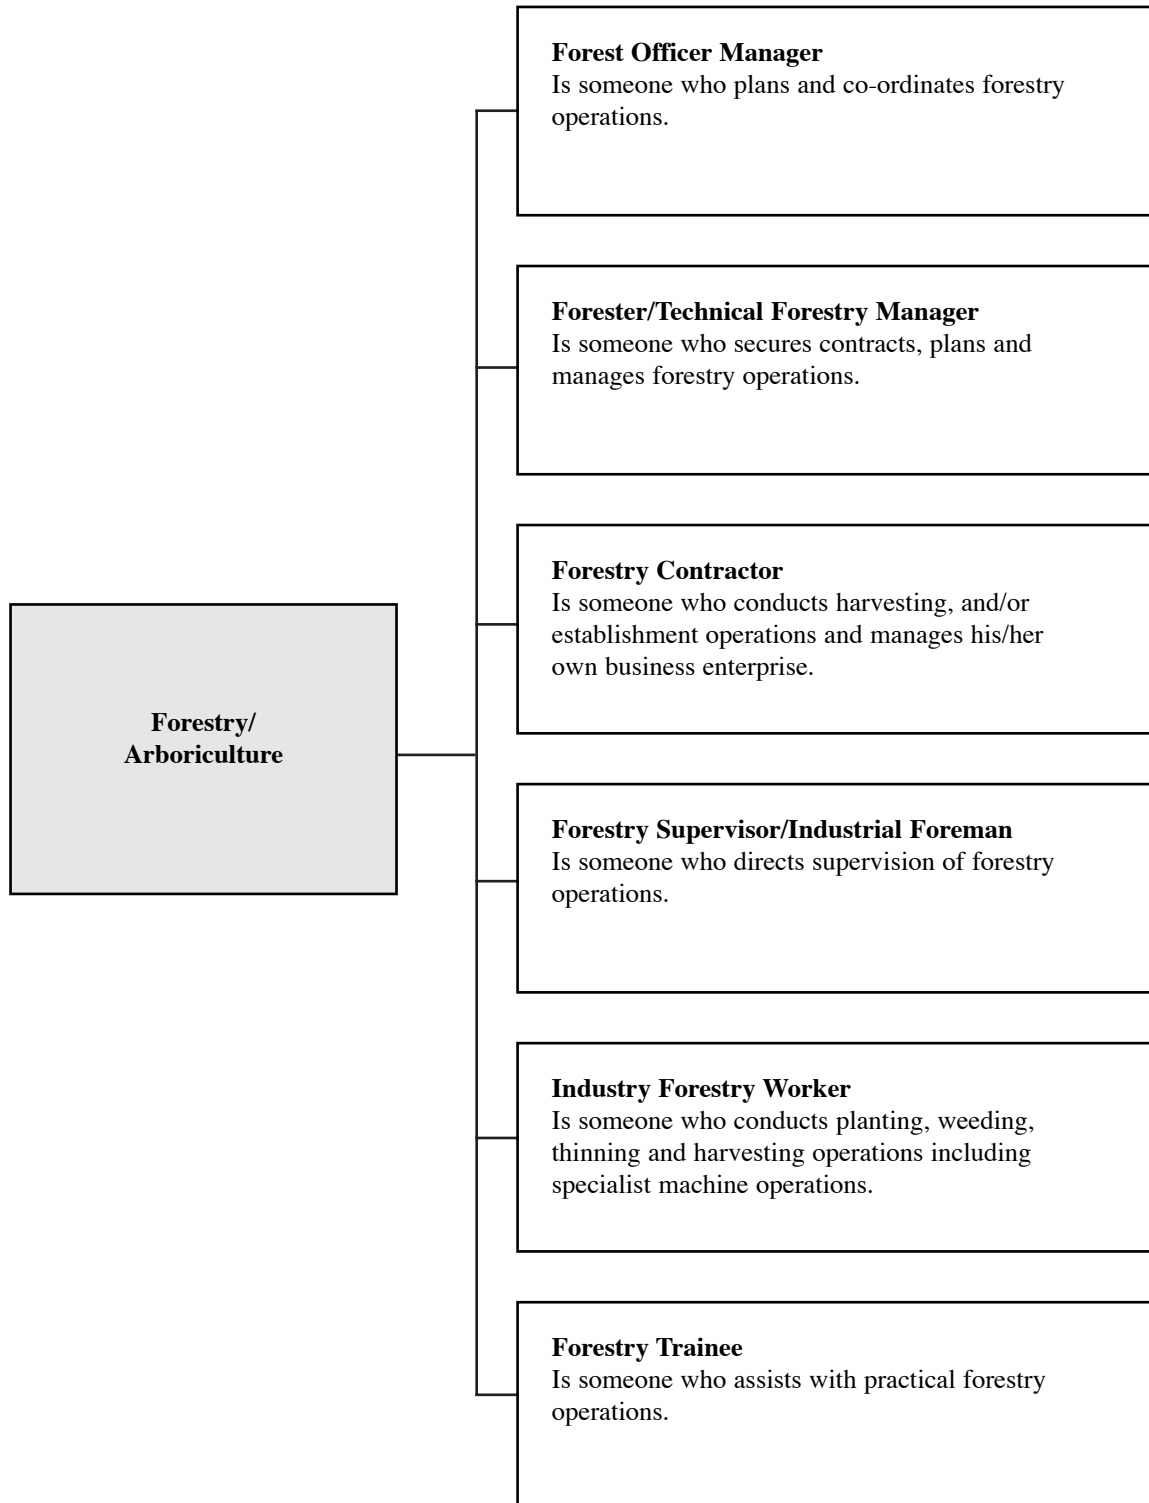 Forest Officer Manager
Is someone who plans and co-ordinates forestry
operations.
Forester/Technical Forestry Manager
Is someone who secures contracts, plans and
manages forestry operations.
Forestry Contractor
Is someone who conducts harvesting, and/or
establishment operations and manages his/her
own business enterprise.
Forestry/
Arboriculture
Forestry Supervisor/Industrial Foreman
Is someone who directs supervision of forestry
operations.
Industry Forestry Worker
Is someone who conducts planting, weeding,
thinning and harvesting operations including
specialist machine operations.
Forestry Trainee
Is someone who assists with practical forestry
operations.